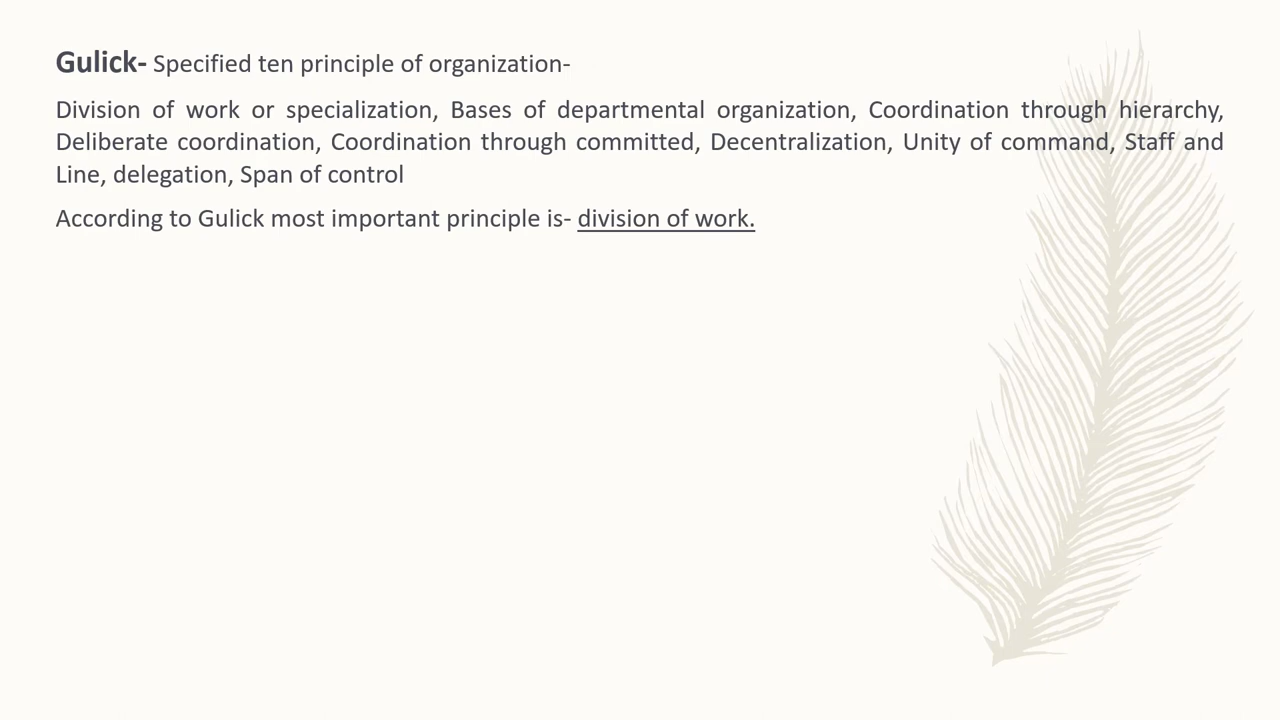 Gulick- Specified ten principle of organization-
Division of work or specialization, Bases of departmental organization, Coordination through hierarchy,
Deliberate coordination, Coordination through committed, Decentralization, Unity of command, Staff and
Line, delegation, Span of control
According to Gulick most important principle is- division of work.